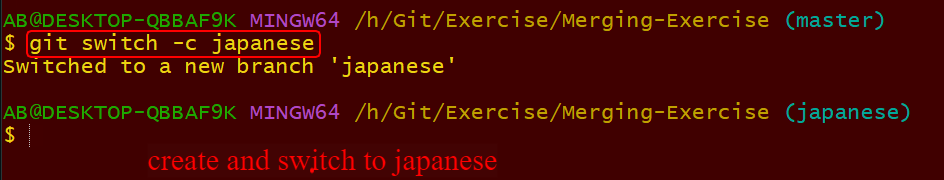 AB@DESKTOP-QBBAF9K MINGW64 /h/Git/Exercise/Merging-Exercise (master)
$ git switch -c japanese
Switched to a new branch 'japanese'
AB@DESKTOP-QBBAF9K MINGW64 /h/Git/Exercise/Merging-Exercise (japanese)
$
create and switch to japanese